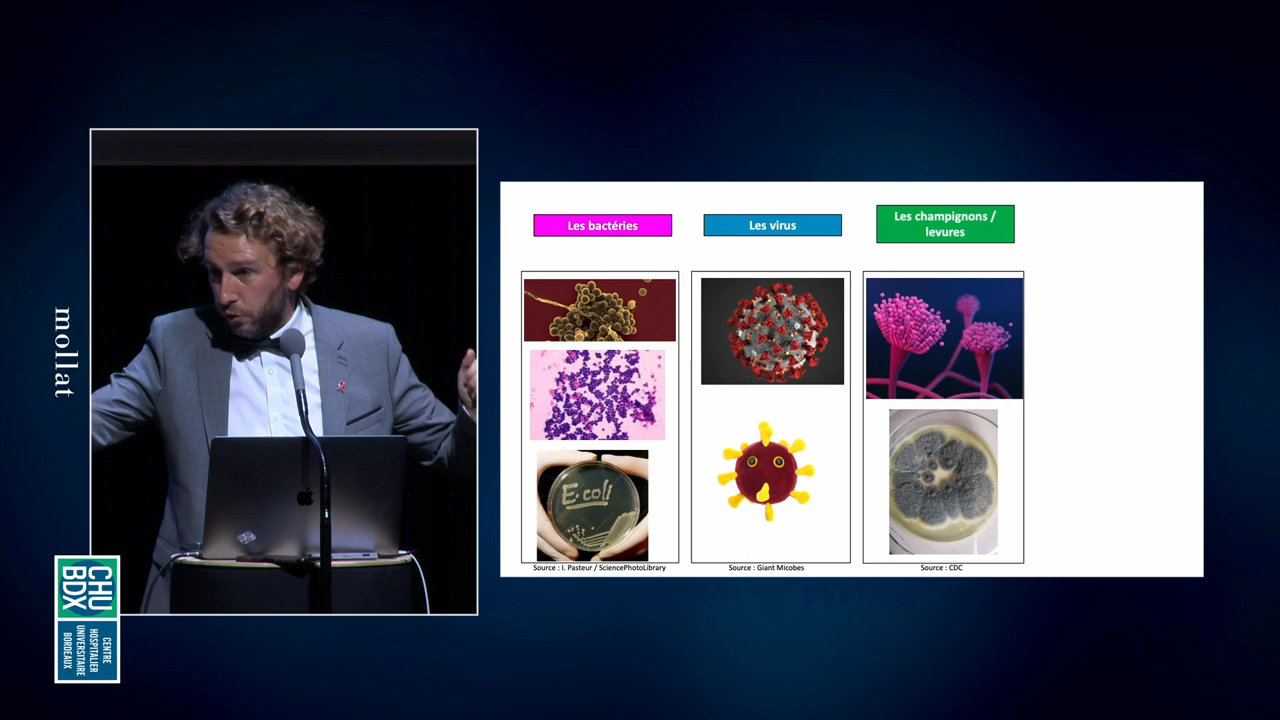 mollat
CHU
BDX
CENTRE
HOSPITALIER
UNIVERSITAIRE
BORDEAUX
Les bactéries
Les virus
Les champignons /
levures
E.coli
Source : I. Pasteur / SciencePhotoLibrary
Source : Giant Micobes
Source : CDC